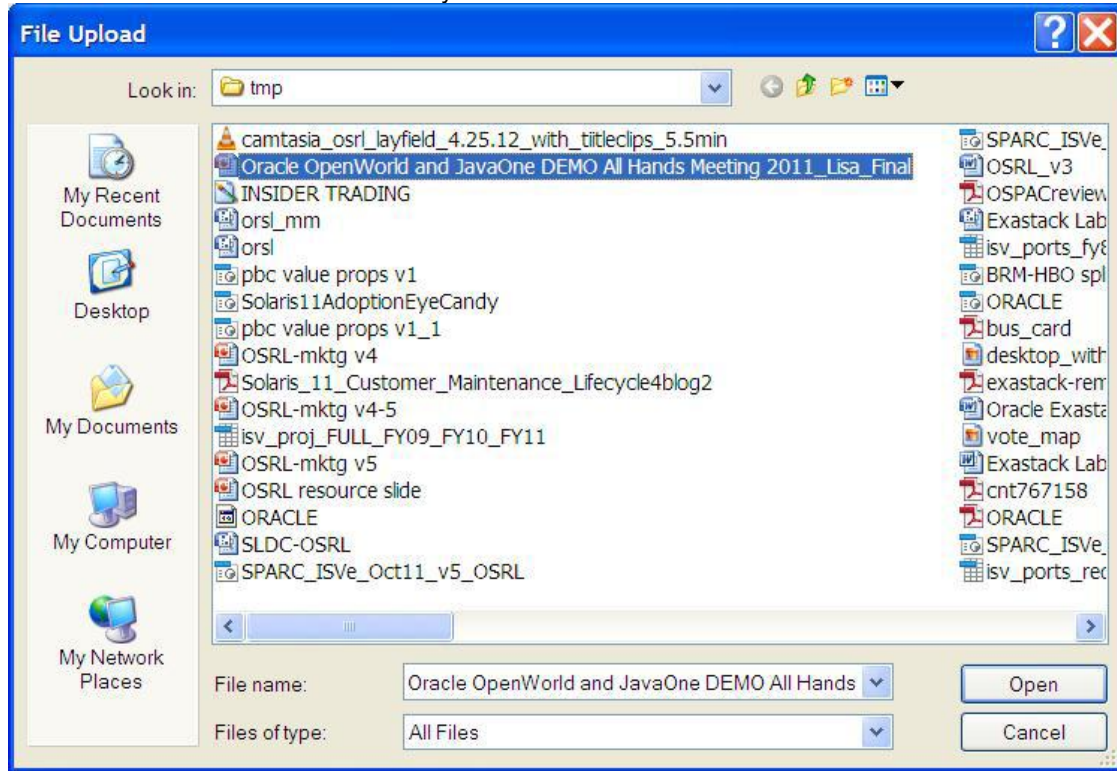 File Upload
Look in:
tmp
My Recent
Documents
Desktop
My Documents
My Computer
My Network
Places
camtasia_osrl_layfield_4.25.12_with_tiitleclips_5.5min
Oracle OpenWorld and JavaOne DEMO All Hands Meeting 2011_Lisa_Final
INSIDER TRADING
orsl_mm
orsl
pbc value props v1
Solaris11AdoptionEyeCandy
pbc value props v1_1
OSRL-mktg v4
Solaris_11_Customer_Maintenance_Lifecycle4blog2
OSRL-mktg v4-5
isv_proj_FULL_FY09_FY10_FY11
OSRL-mktg v5
OSRL resource slide
ORACLE
SLDC-OSRL
SPARC_ISVe_Oct11_v5_OSRL
SPARC_ISVe_
OSRL_v3
OSPACreview
Exastack Lab
isv_ports_fy8
BRM-HBO spl
ORACLE
bus_card
desktop_with
exastack-rem
Oracle Exasta
vote_map
Exastack Lab
cnt767158
ORACLE
SPARC_ISVe_
isv_ports_rec
File name:
Oracle OpenWorld and JavaOne DEMO All Hands
Open
Files of type:
All Files
Cancel